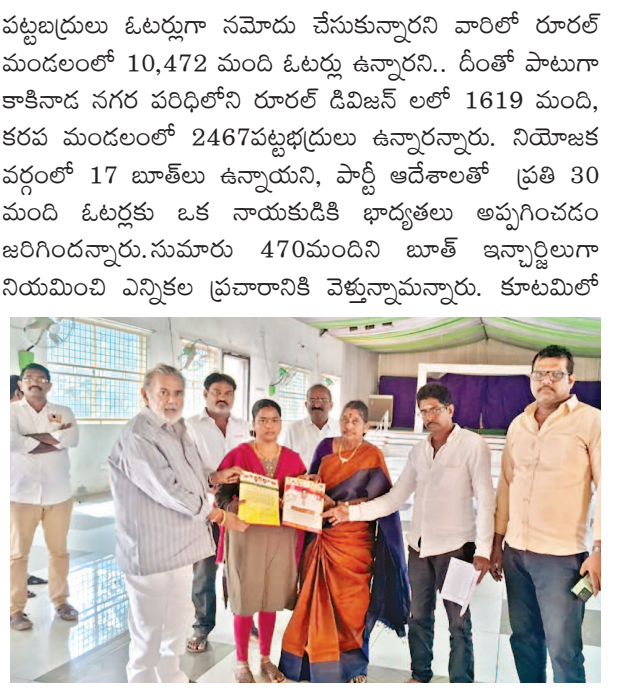 పట్టబద్రులు ఓటర్లుగా నమోదు చేసుకున్నారని వారిలో రూరల్
మండలంలో 10,472 మంది ఓటర్లు ఉన్నారని.. దీంతో పాటుగా
కాకినాడ నగర పరిధిలోని రూరల్ డివిజన్ లలో 1619 మంది,
కరప మండలంలో 2467పట్టభద్రులు ఉన్నారన్నారు. నియోజక
వర్గంలో 17 బూత్‌లు ఉన్నాయని, పార్టీ ఆదేశాలతో ప్రతి 30
మంది ఓటర్లకు ఒక నాయకుడికి భాద్యతలు అప్పగించడం
జరిగిందన్నారు.సుమారు 470మందిని బూత్ ఇన్చార్జిలుగా
నియమించి ఎన్నికల ప్రచారానికి వెళ్తున్నామన్నారు. కూటమిలో